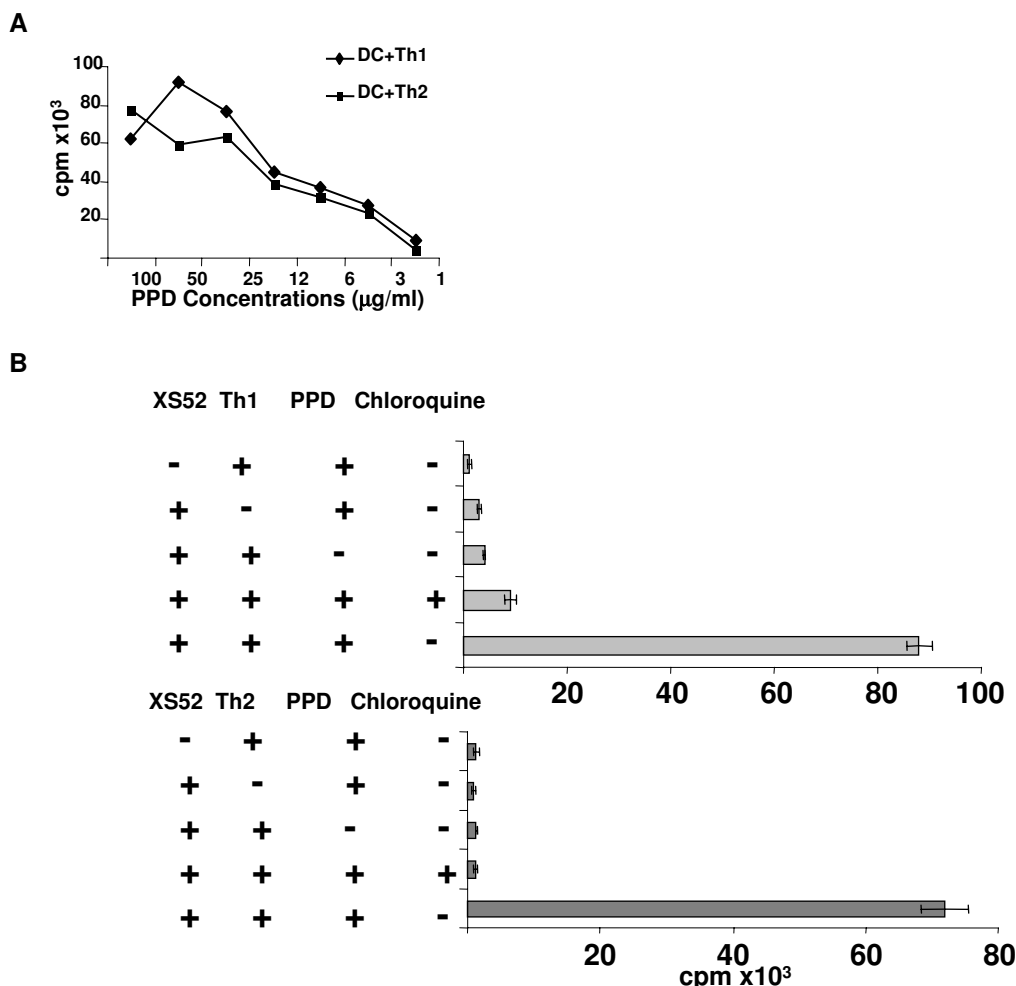 A
DC+Th1
DC+Th2
100
80
60
40
20
cpm x10³
100 50 25 12 6 3 1
PPD Concentrations (µg/ml)
B
XS52 Th1 PPD Chloroquine
- + + -
+ - + -
+ + - -
+ + + +
+ + + -
20 40 60 80 100
XS52 Th2 PPD Chloroquine
- + + -
+ - + -
+ + - -
+ + + +
+ + + -
20 40 60 80
cpm x10³